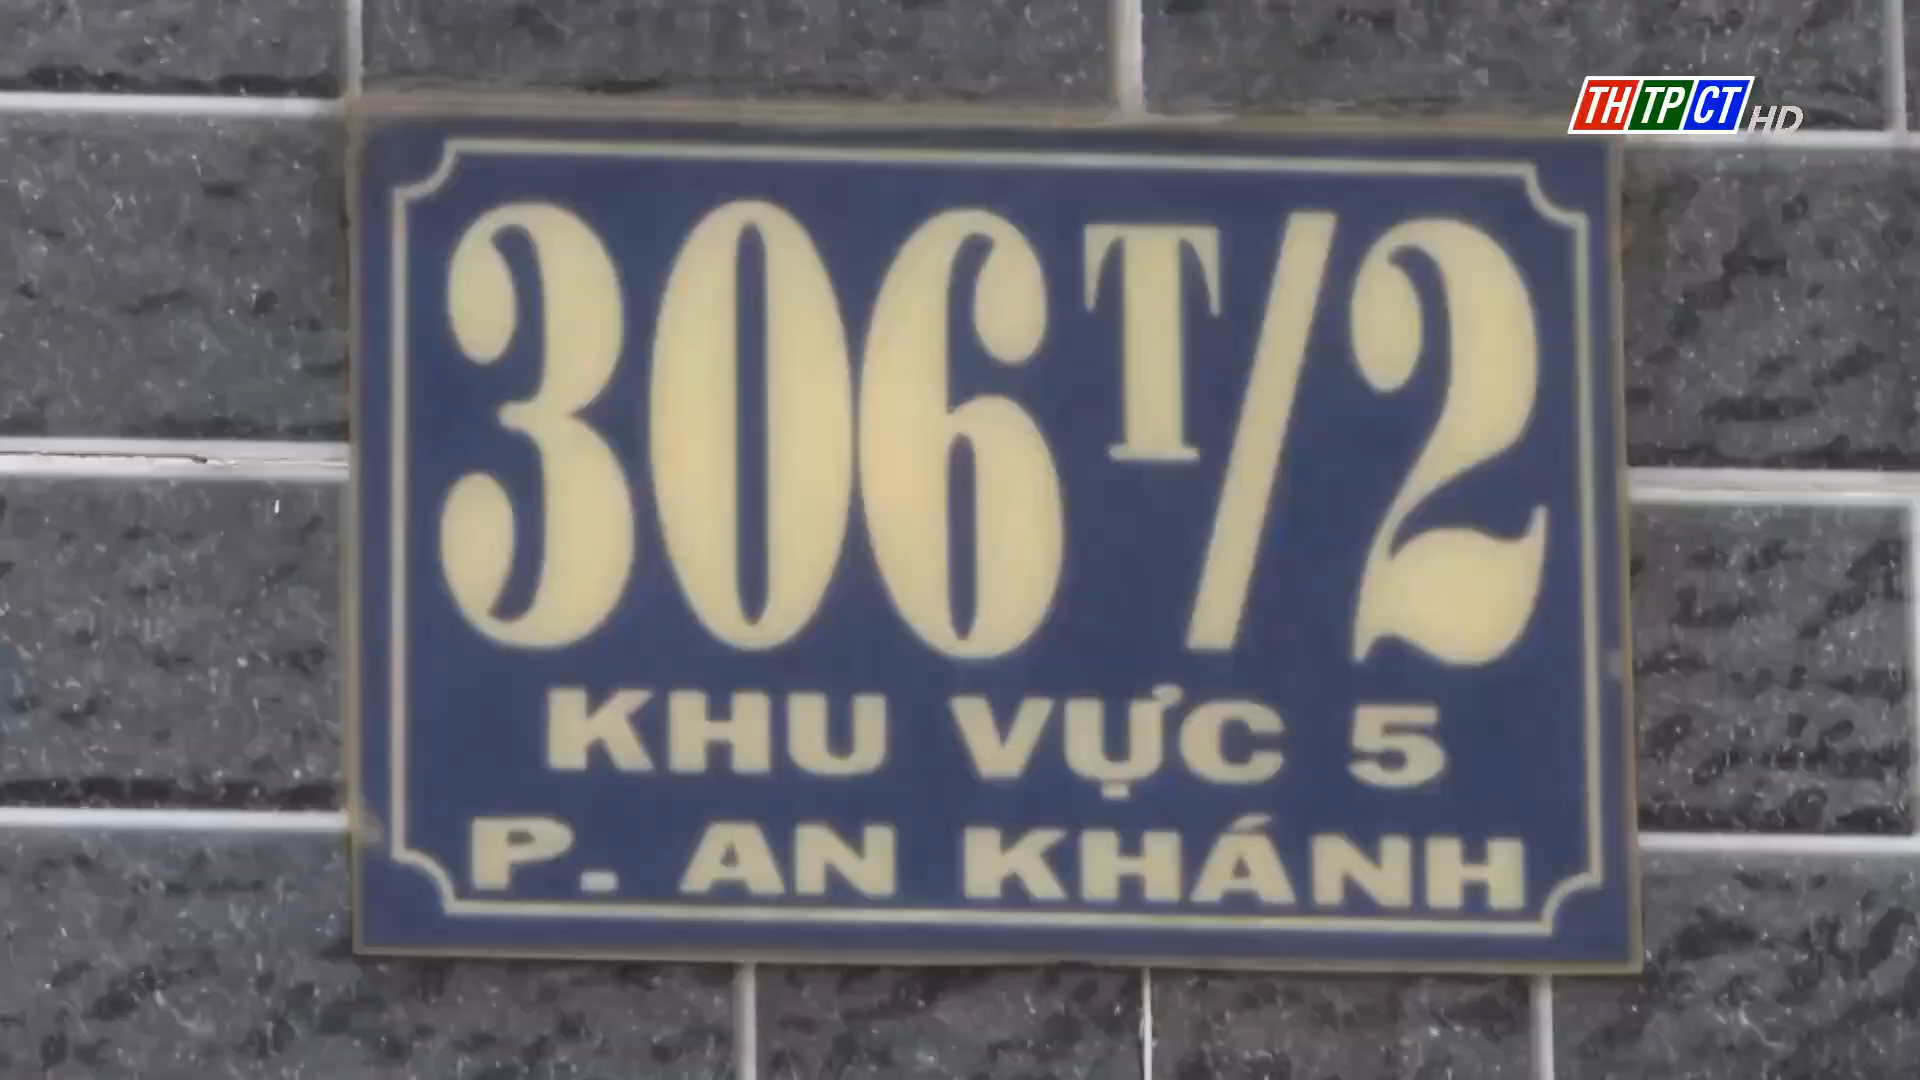 THTPCT HD
306T/2
KHU VỰC 5
P. AN KHÁNH